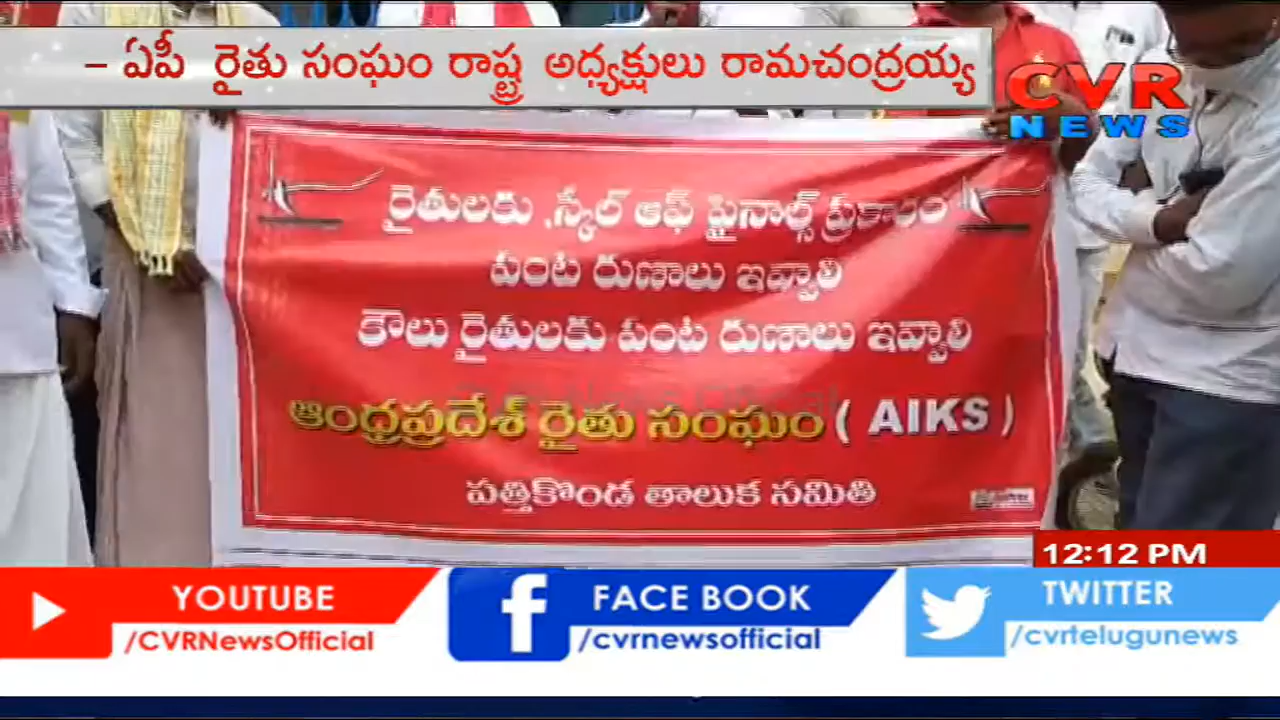 – ఏపీ రైతు సంఘం రాష్ట్ర అధ్యక్షులు రామచంద్రయ్య
CVR
NEWS
రైతులకు .స్కల్ ఆఫ్ ఫైనాల్స్ ప్రకారం
పంట రుణాలు ఇవ్వాలి
కౌలు రైతులకు పంట రుణాలు ఇవ్వాలి
ఆంధ్రప్రదేశ్ రైతు సంఘం ( AIKS )
పత్తికొండ తాలుక సమితి
12:12 PM
YOUTUBE
/CVRNewsOfficial
FACE BOOK
/cvrnewsofficial
TWITTER
/cvrtelugunews